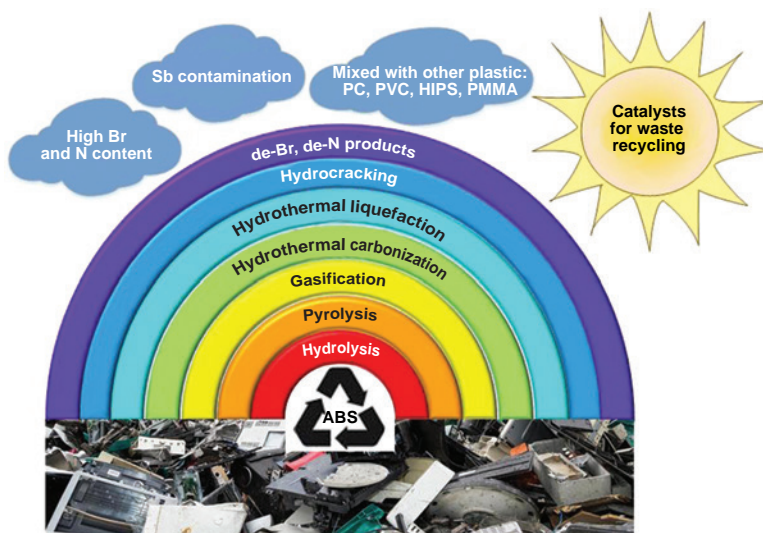 Sb contamination
Mixed with other plastic:
PC, PVC, HIPS, PMMA
High Br
and N content
Catalysts
for waste
recycling
de-Br, de-N products
Hydrocracking
Hydrothermal liquefaction
Hydrothermal carbonization
Gasification
Pyrolysis
Hydrolysis
ABS